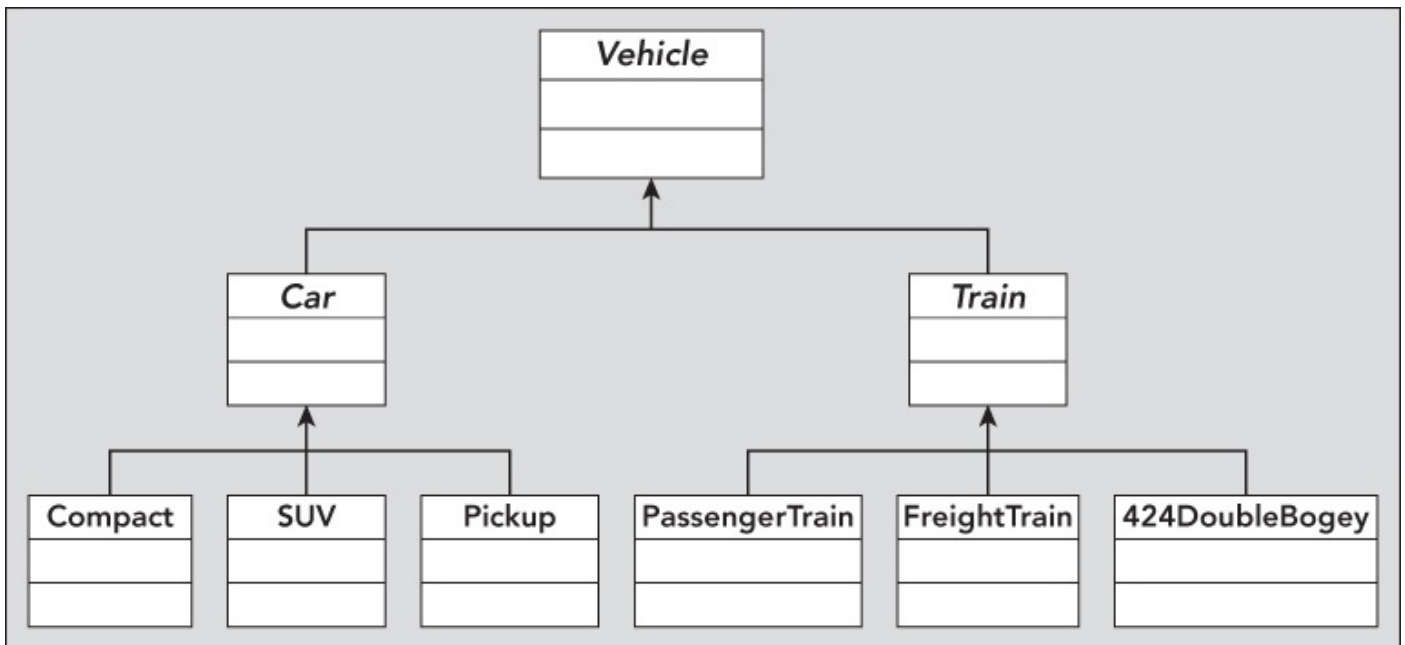 Vehicle
Car
Train
Compact
SUV
Pickup
PassengerTrain
FreightTrain
424DoubleBogey